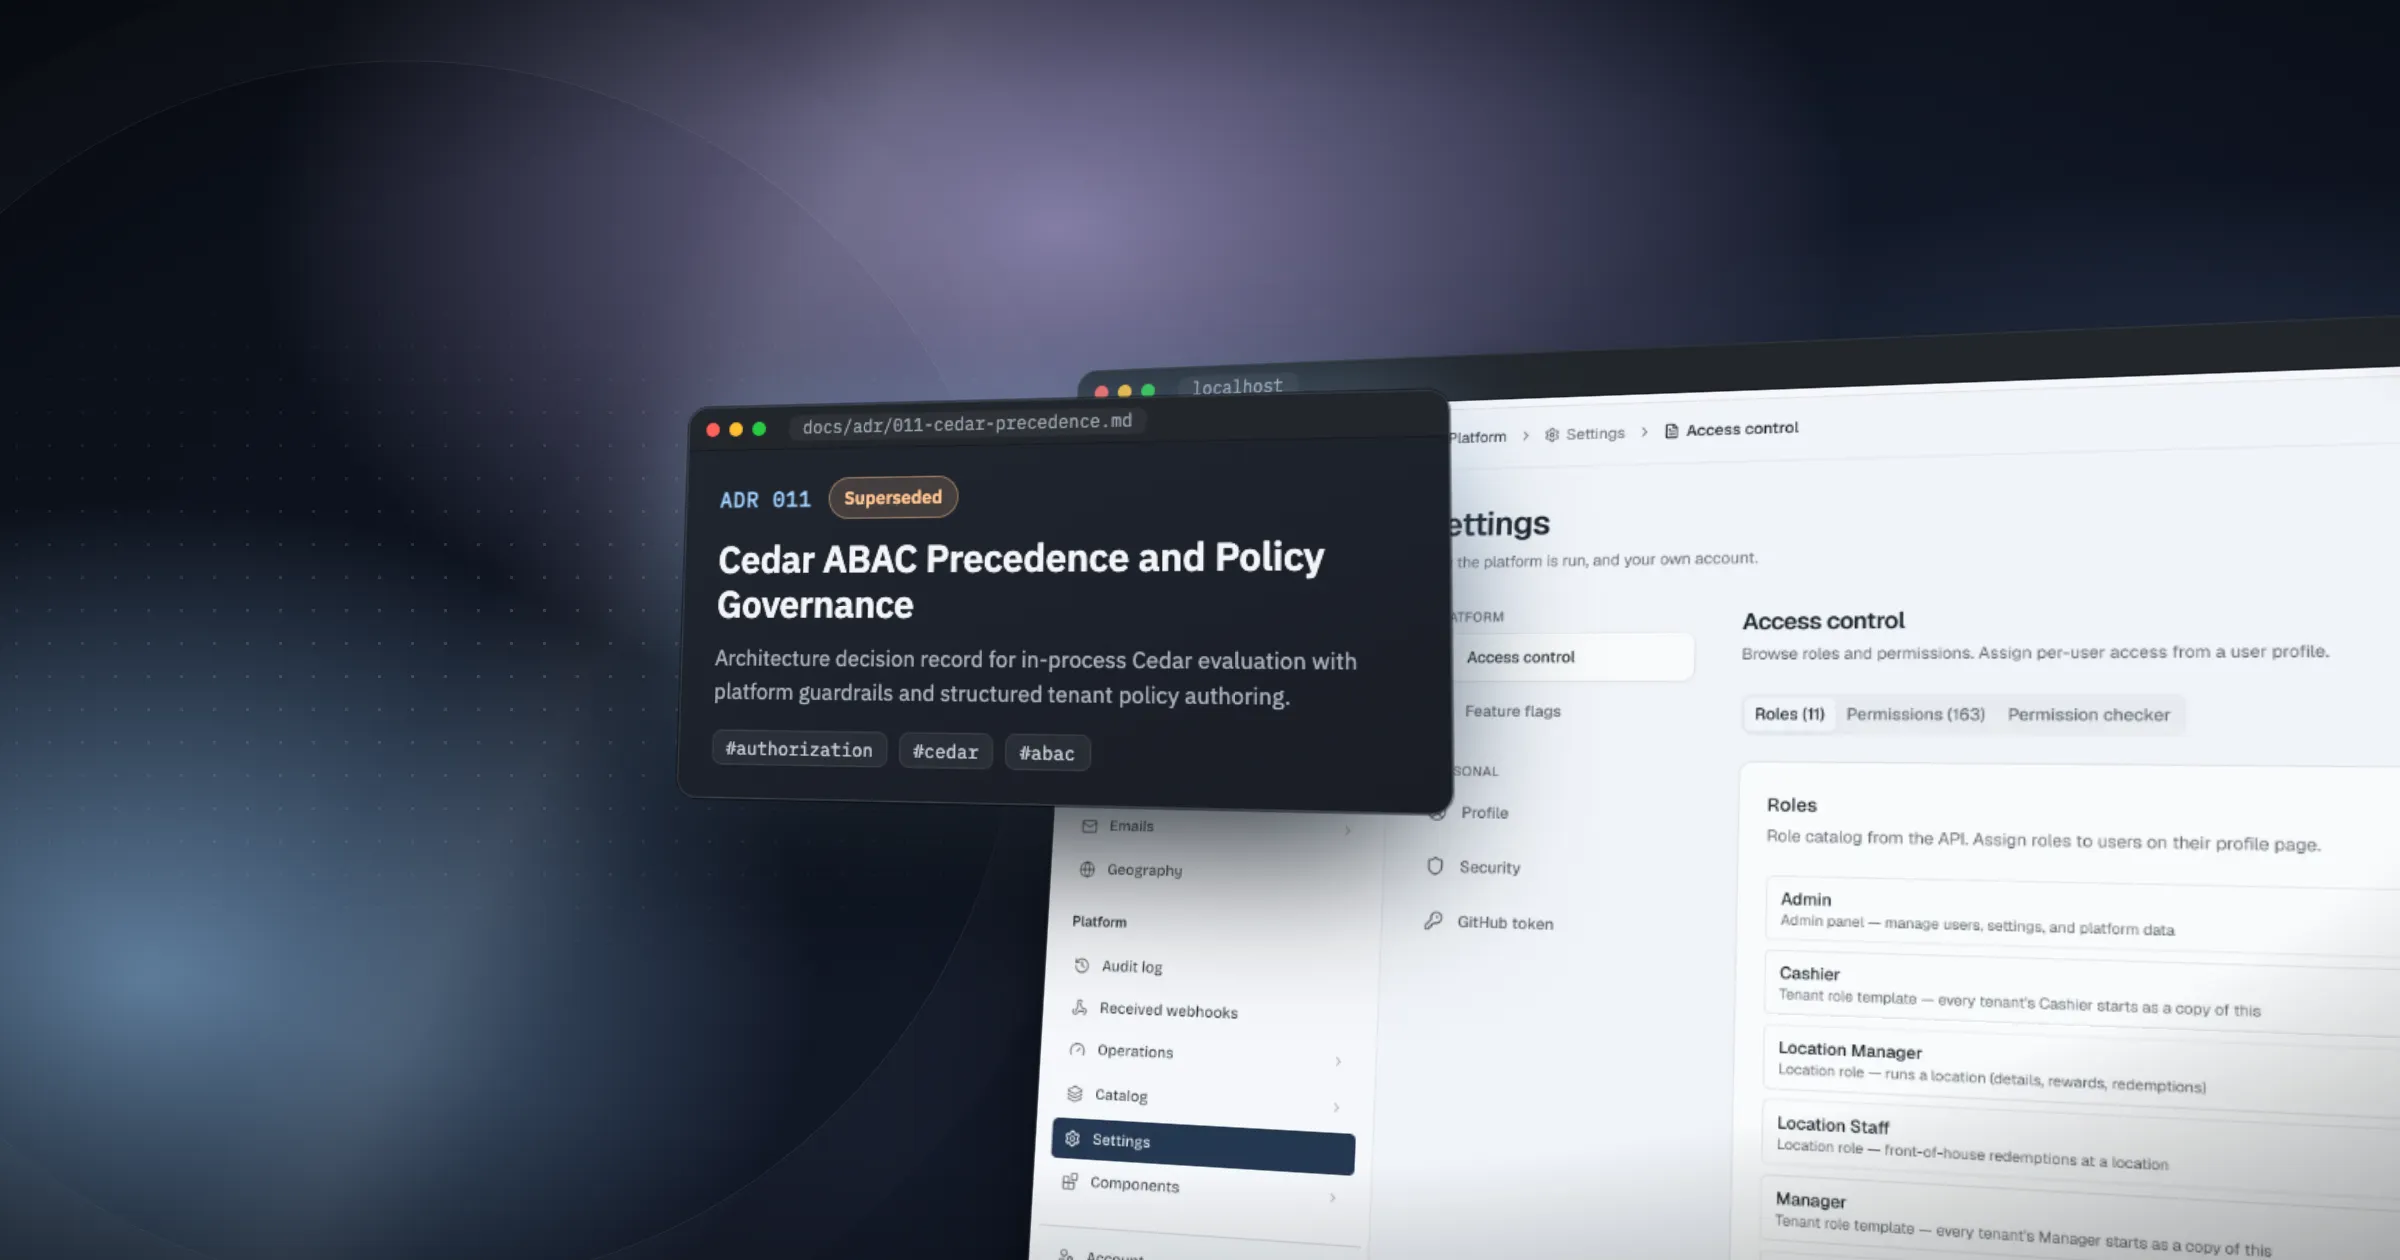 localhost
docs/adr/011-cedar-precedence.md
ADR 011
Superseded
Cedar ABAC Precedence and Policy
Governance
Architecture decision record for in-process Cedar evaluation with
platform guardrails and structured tenant policy authoring.
#authorization #cedar #abac
Platform > Settings > Access control
ettings
the platform is run, and your own account.
ATFORM
Access control
Feature flags
SONAL
Profile
Security
GitHub token
Access control
Browse roles and permissions. Assign per-user access from a user profile.
Roles (11) Permissions (163) Permission checker
Roles
Role catalog from the API. Assign roles to users on their profile page.
Admin
Admin panel — manage users, settings, and platform data
Cashier
Tenant role template — every tenant's Cashier starts as a copy of this
Location Manager
Location role — runs a location (details, rewards, redemptions)
Location Staff
Location role — front-of-house redemptions at a location
Manager
Tenant role template — every tenant's Manager starts as a copy of this
Emails
Geography
Platform
Audit log
Received webhooks
Operations
Catalog
Settings
Components
Account